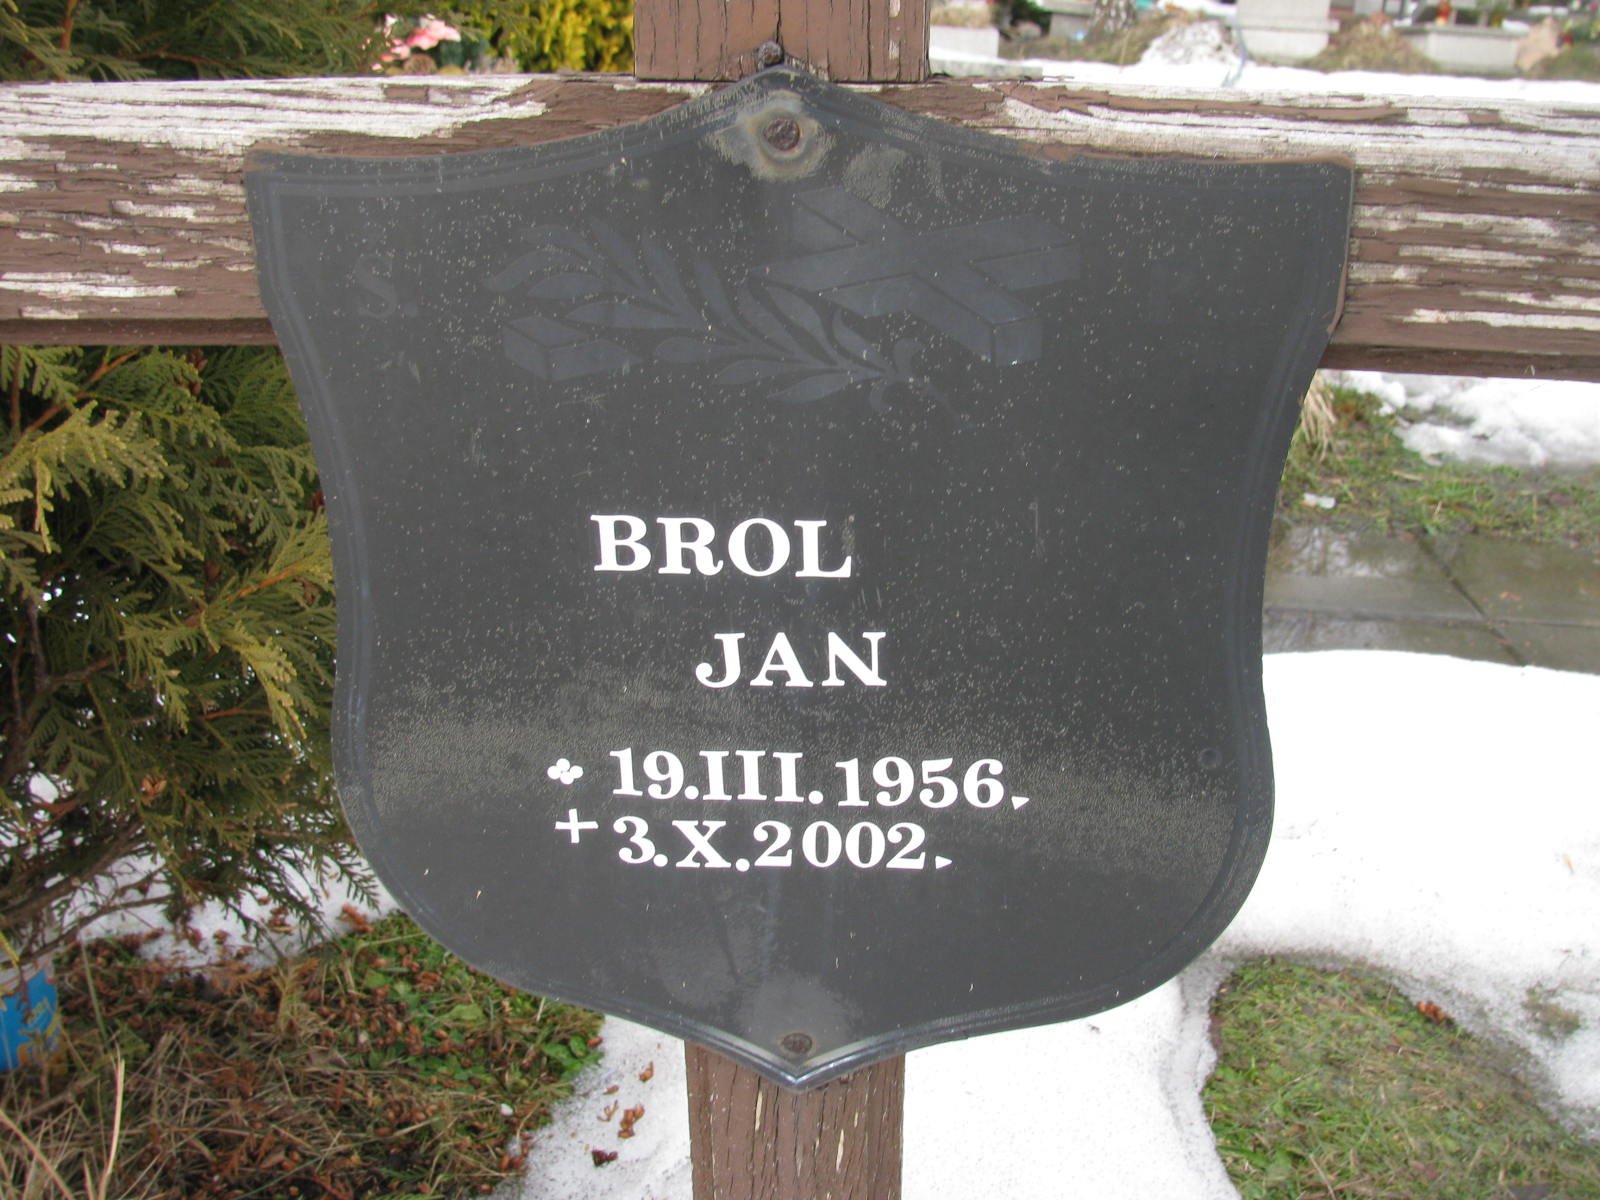 S. P.
BROL
JAN
* 19.III.1956.
+ 3.X.2002.